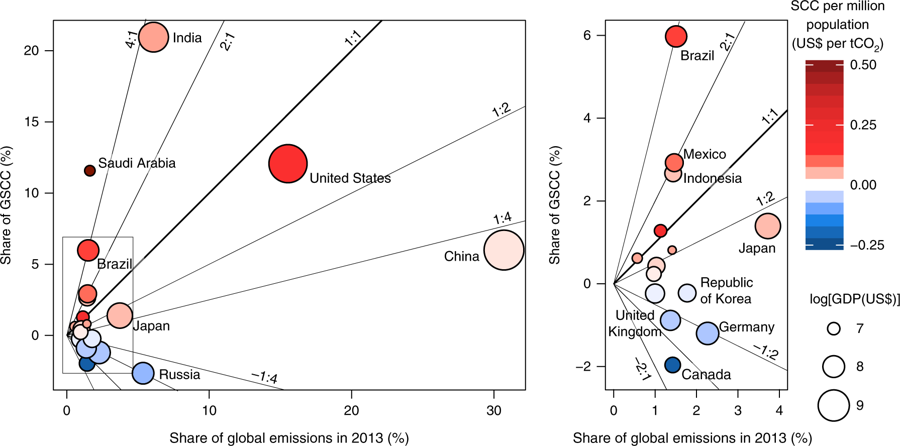 SCC per million
population
(US$ per tCO₂)
0.50
0.25
0.00
−0.25
log[GDP(US$)]
7
8
9
Share of GSCC (%)
20
15
10
5
0
0
10
20
30
Share of global emissions in 2013 (%)
4:1
2:1
1:1
1:2
1:4
−1:4
India
Saudi Arabia
United States
China
Brazil
Japan
Russia
Share of GSCC (%)
6
4
2
0
−2
0
1
2
3
4
Share of global emissions in 2013 (%)
2:1
1:1
1:2
−1:2
−2:1
Brazil
Mexico
Indonesia
Japan
Republic
of Korea
United
Kingdom
Germany
Canada